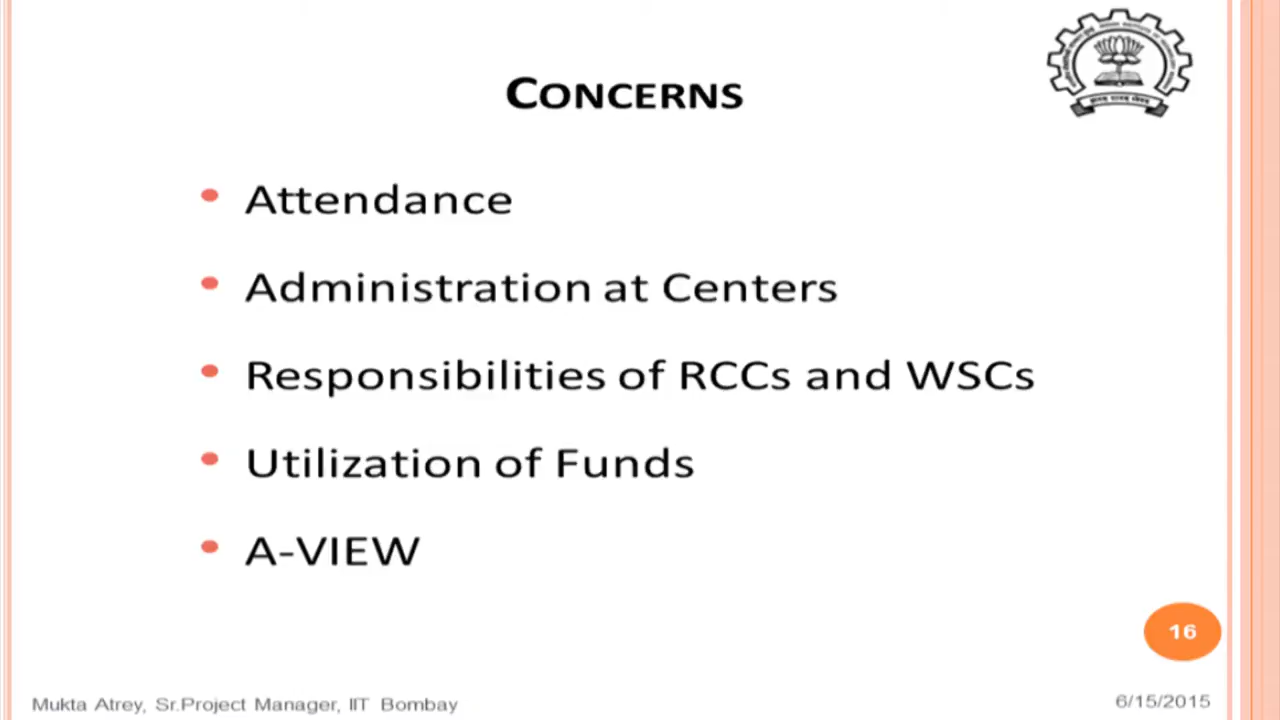 CONCERNS
• Attendance
• Administration at Centers
• Responsibilities of RCCs and WSCs
• Utilization of Funds
• A-VIEW
16
Mukta Atrey, Sr.Project Manager, IIT Bombay
6/15/2015